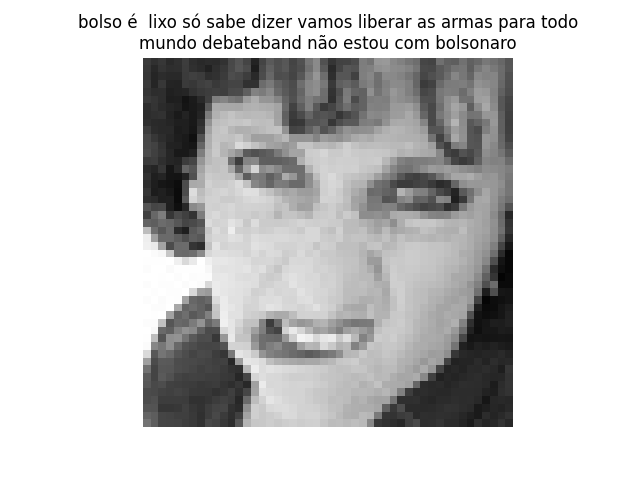 bolso é  lixo só sabe dizer vamos liberar as armas para todo
mundo debateband não estou com bolsonaro